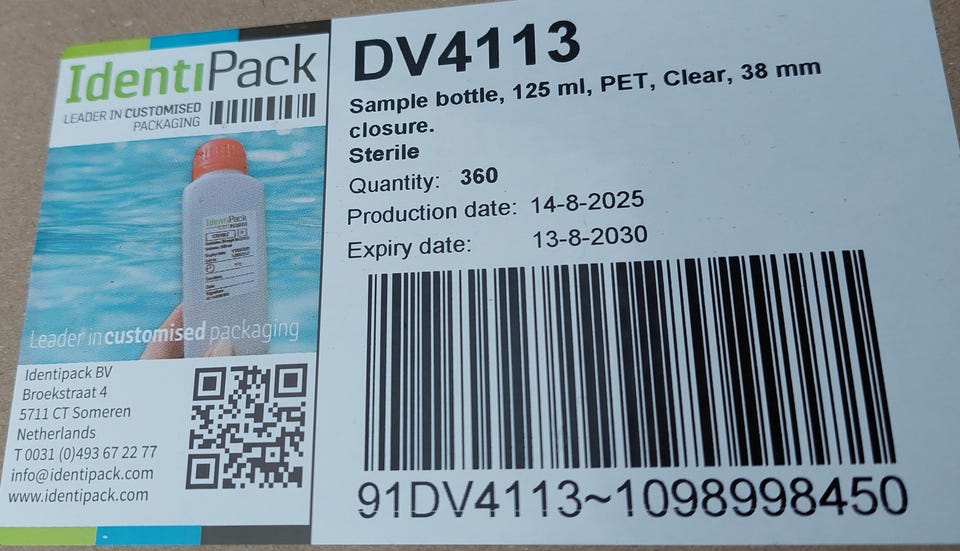 IdentiPack
LEADER IN CUSTOMISED
PACKAGING
IdentiPack
Leader in customised packaging
Identipack BV
Broekstraat 4
5711 CT Someren
Netherlands
T 0031 (0)493 67 22 77
info@identipack.com
www.identipack.com
DV4113
Sample bottle, 125 ml, PET, Clear, 38 mm
closure.
Sterile
Quantity: 360
Production date: 14-8-2025
Expiry date: 13-8-2030
91DV4113~1098998450